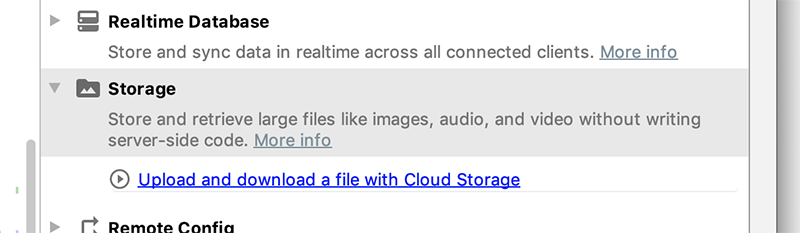 Realtime Database
Store and sync data in realtime across all connected clients. More info
Storage
Store and retrieve large files like images, audio, and video without writing
server-side code. More info
Upload and download a file with Cloud Storage
Remote Config